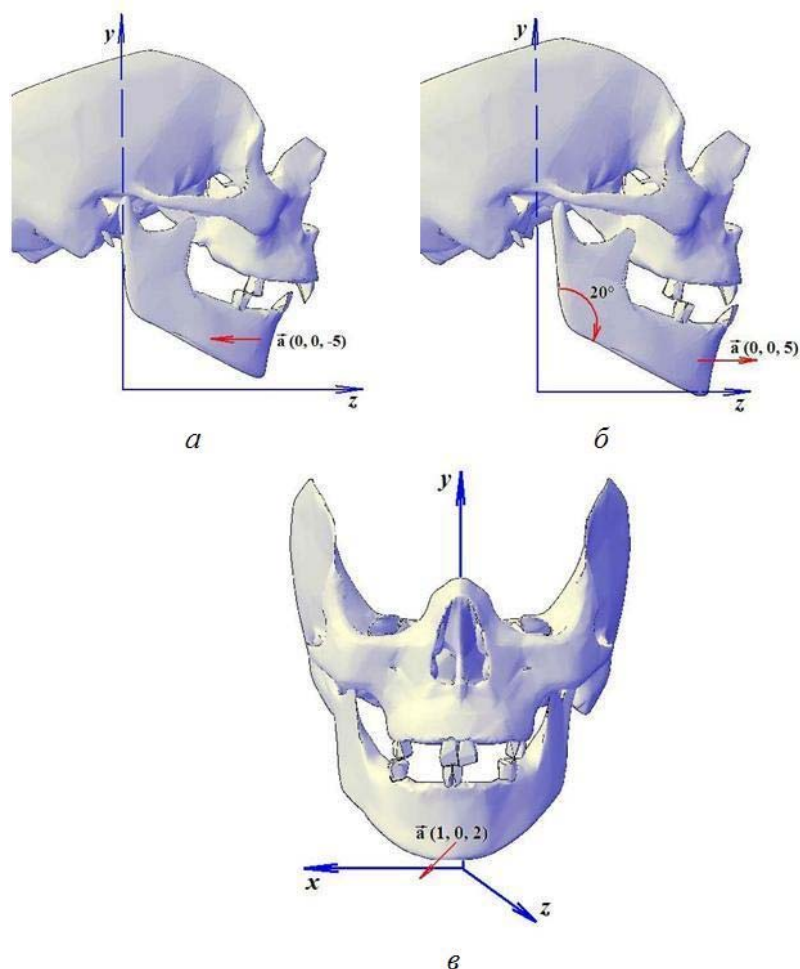 y
a⃗ (0, 0, -5)
z
а
y
20°
a⃗ (0, 0, 5)
z
б
y
a⃗ (1, 0, 2)
x
z
в